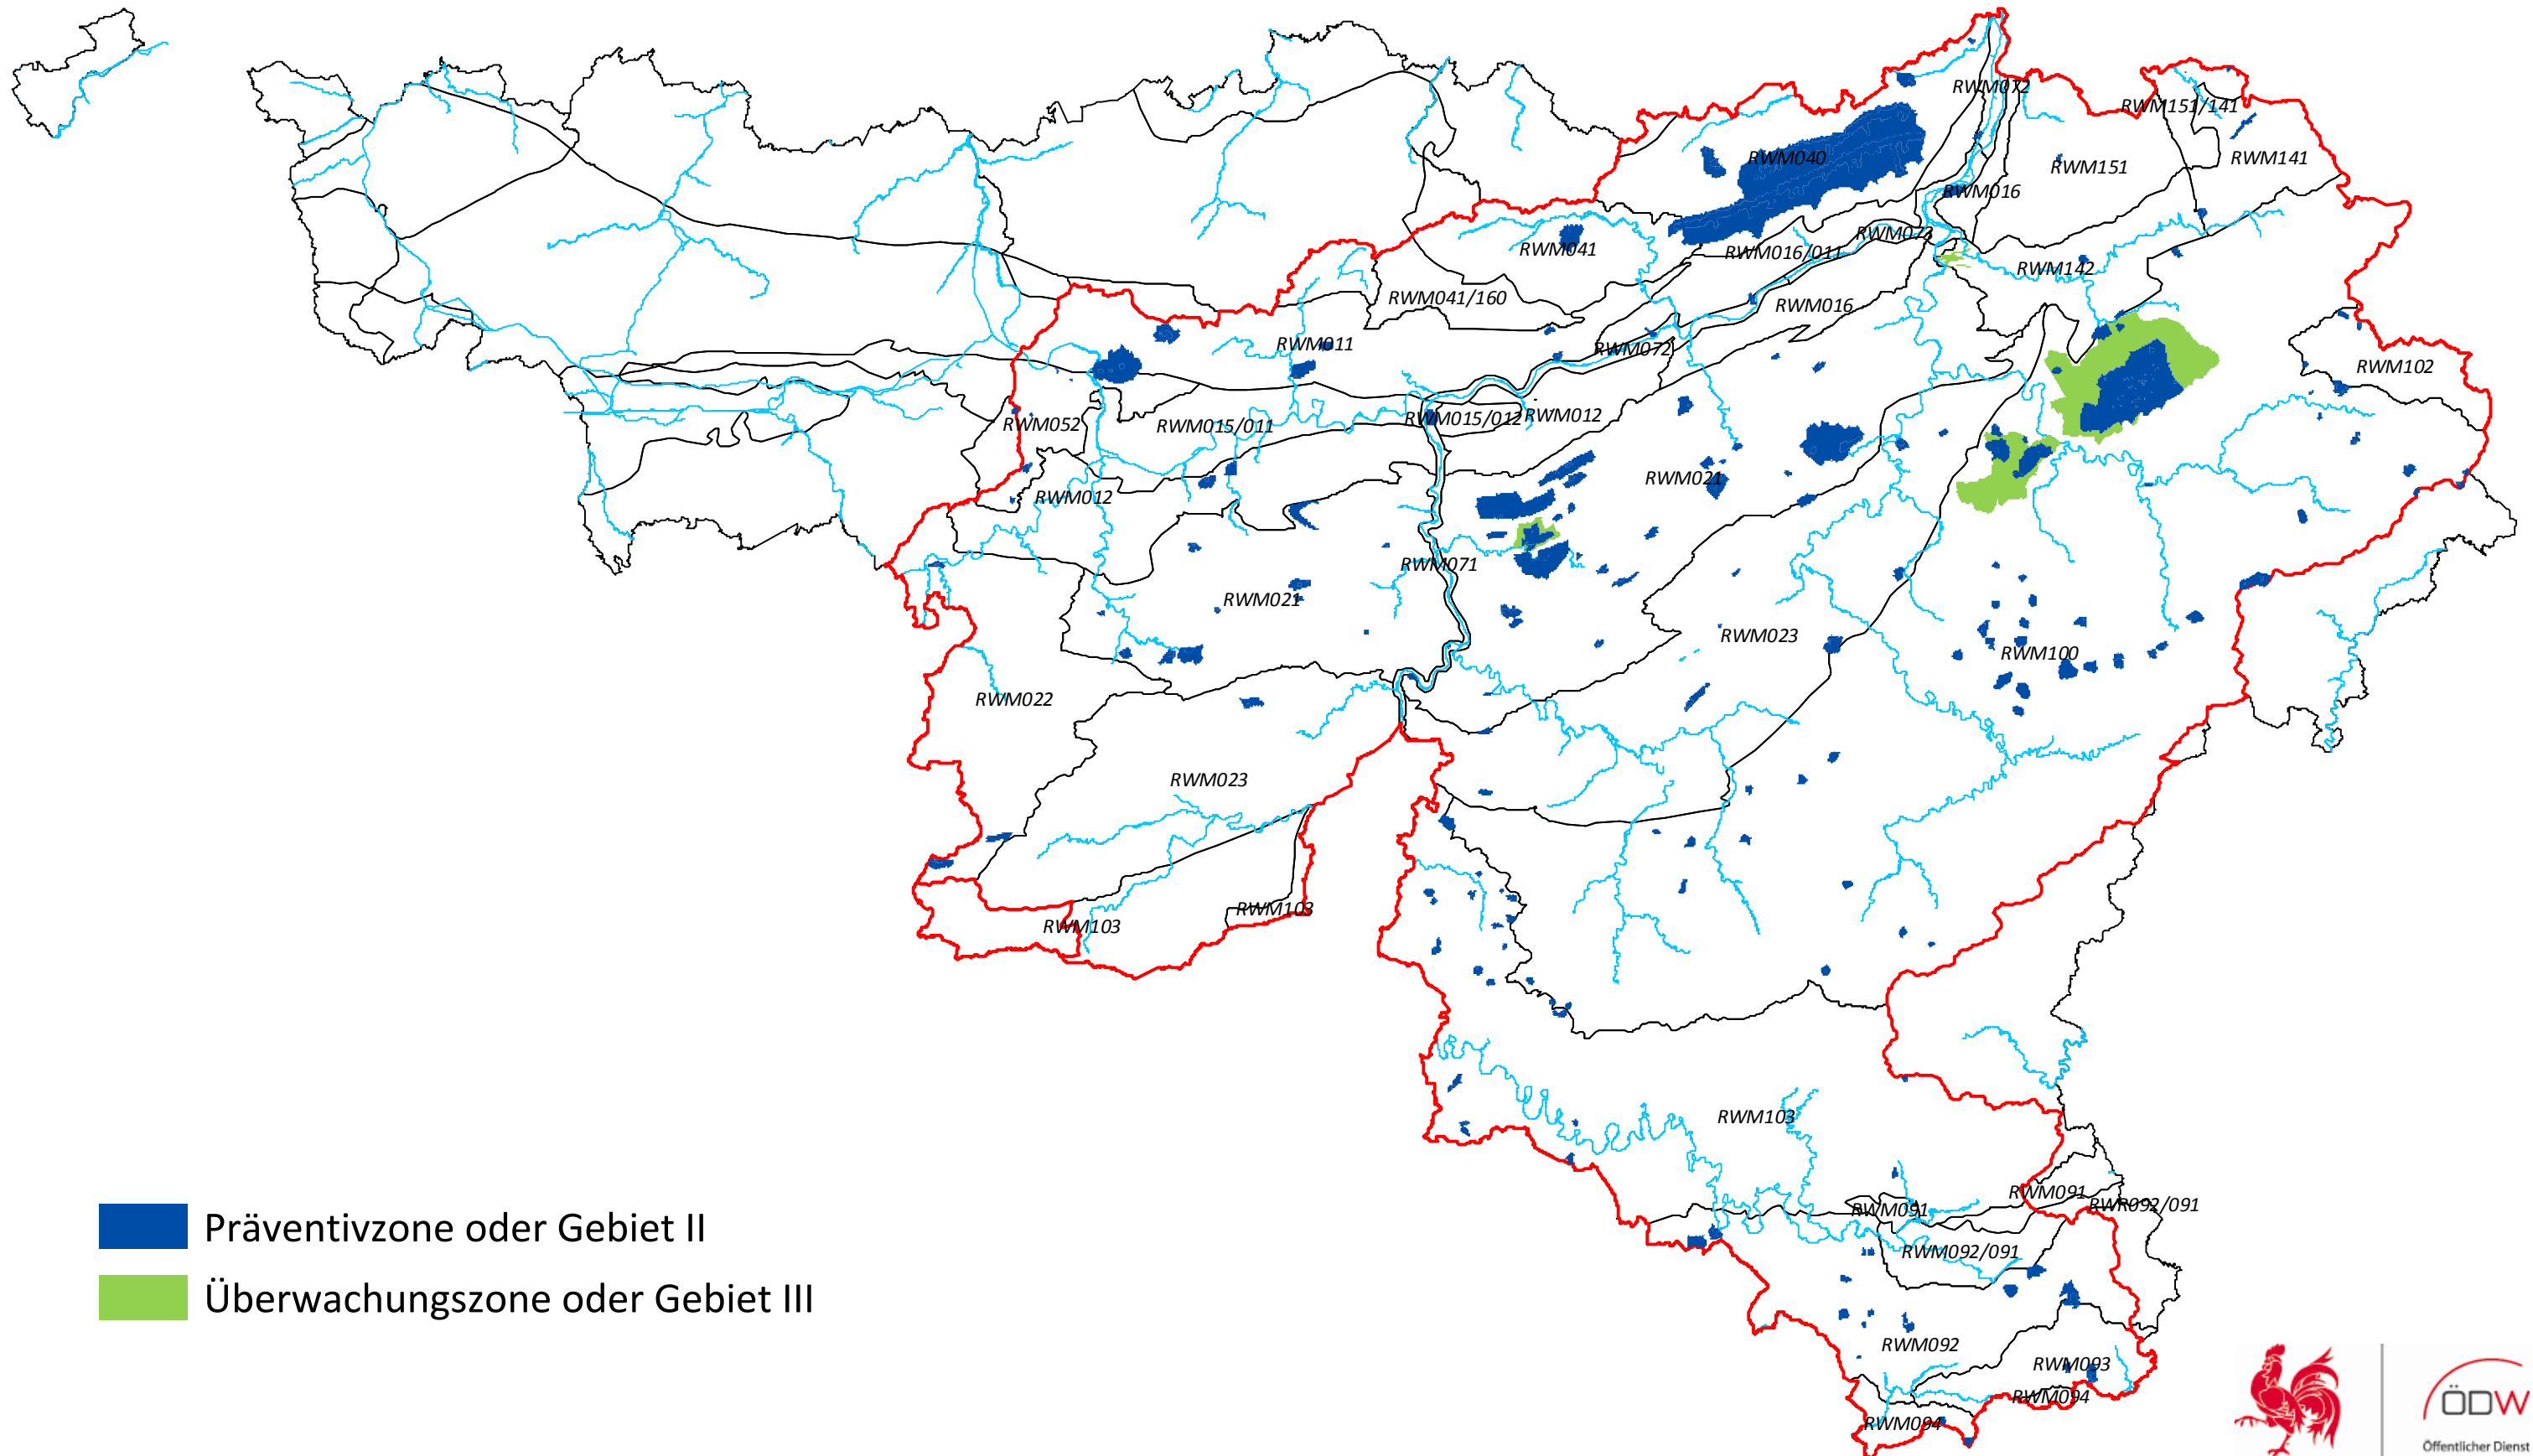 RWM072
RWM151/141
RWM040
RWM151
RWM141
RWM016
RWM073
RWM041
RWM016/011
RWM142
RWM041/160
RWM016
RWM011
RWM072
RWM102
RWM052
RWM015/011
RWM015/012
RWM012
RWM021
RWM012
RWM071
RWM021
RWM023
RWM100
RWM022
RWM023
RWM103
RWM103
RWM103
RWM091
RWM091
RWR092/091
Präventivzone oder Gebiet II
RWM092/091
Überwachungszone oder Gebiet III
RWM092
RWM093
RWM094
RWM094
ÖDW
Öffentlicher Dienst